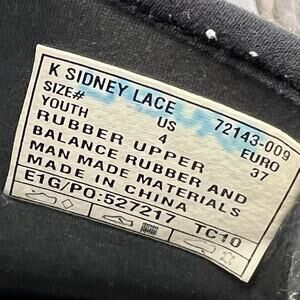 K SIDNEY LACE 72143-009
SIZE# US EURO
YOUTH 4 37
RUBBER UPPER
BALANCE RUBBER AND
MAN MADE MATERIALS
MADE IN CHINA
E1G/PO:527217 TC10